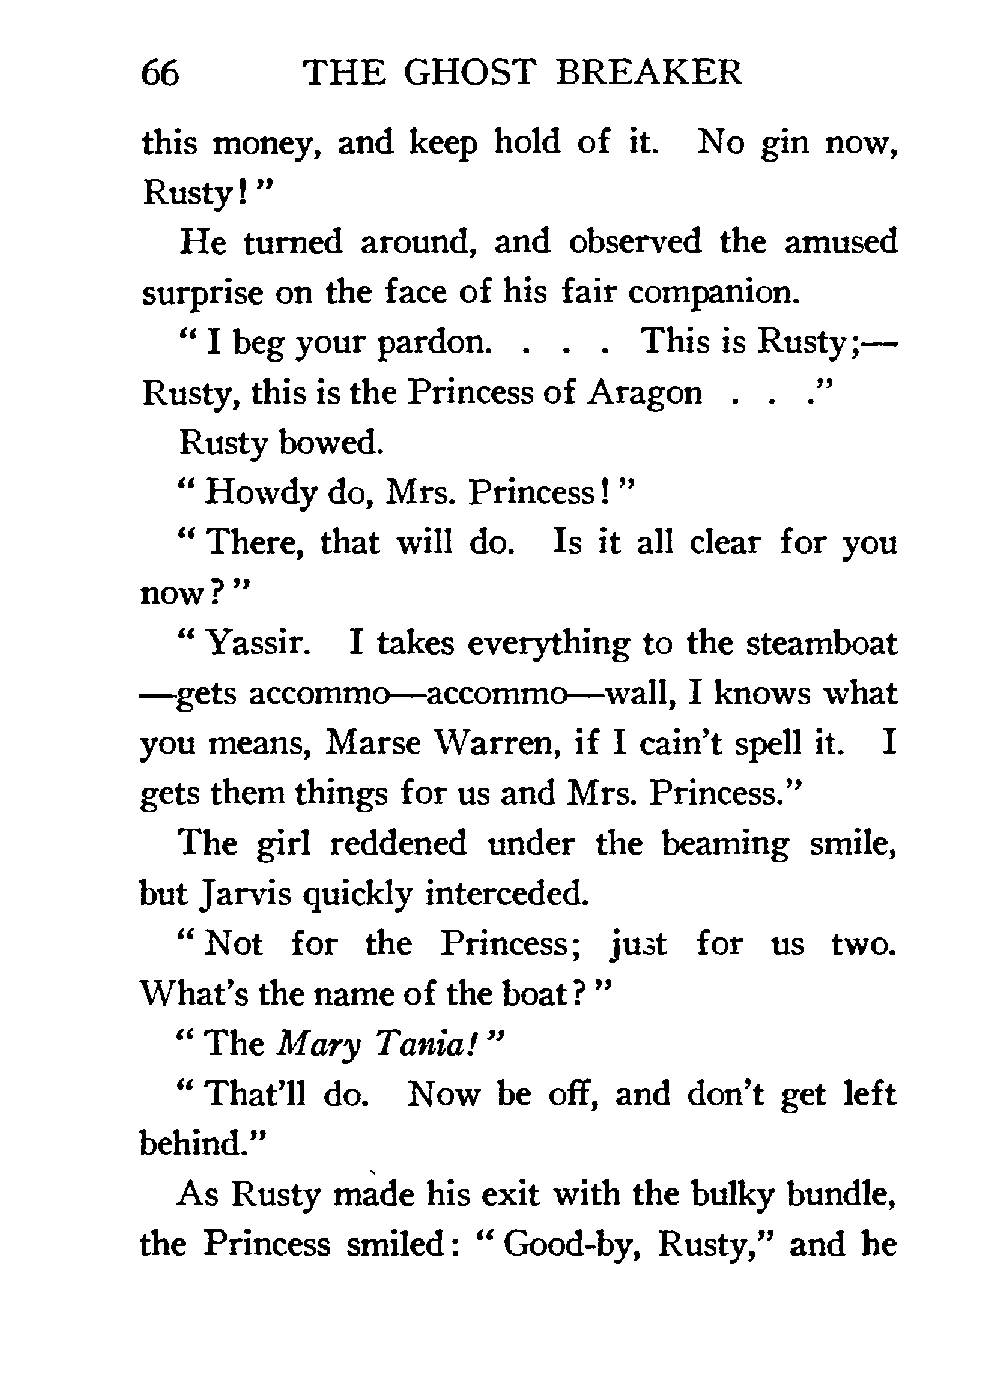 66 THE GHOST BREAKER
this money, and keep hold of it. No gin now,
Rusty!"
He turned around, and observed the amused
surprise on the face of his fair companion.
"I beg your pardon. . . . This is Rusty;—
Rusty, this is the Princess of Aragon . . ."
Rusty bowed.
"Howdy do, Mrs. Princess!"
"There, that will do. Is it all clear for you
now?"
"Yassir. I takes everything to the steamboat
—gets accommo—accommo—wall, I knows what
you means, Marse Warren, if I cain't spell it. I
gets them things for us and Mrs. Princess."
The girl reddened under the beaming smile,
but Jarvis quickly interceded.
"Not for the Princess; just for us two.
What's the name of the boat?"
"The Mary Tania!"
"That'll do. Now be off, and don't get left
behind."
As Rusty made his exit with the bulky bundle,
the Princess smiled: "Good-by, Rusty," and he